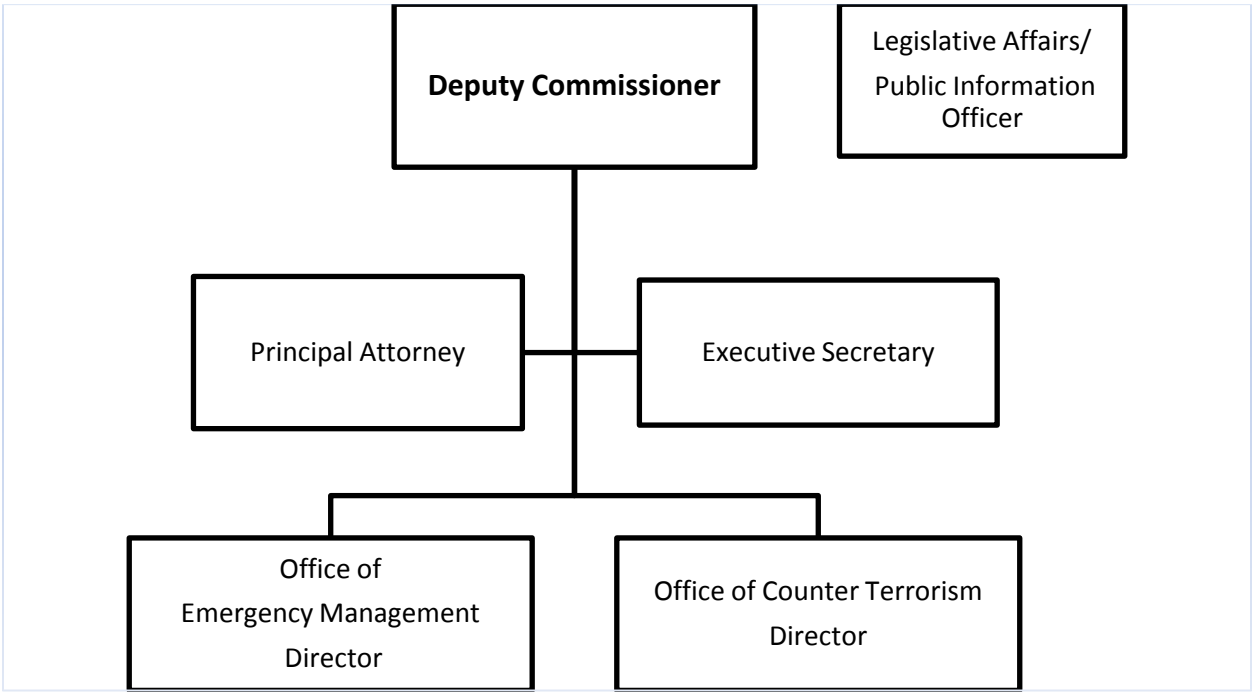 Deputy Commissioner
Legislative Affairs/
Public Information
Officer
Principal Attorney
Executive Secretary
Office of
Emergency Management
Director
Office of Counter Terrorism
Director